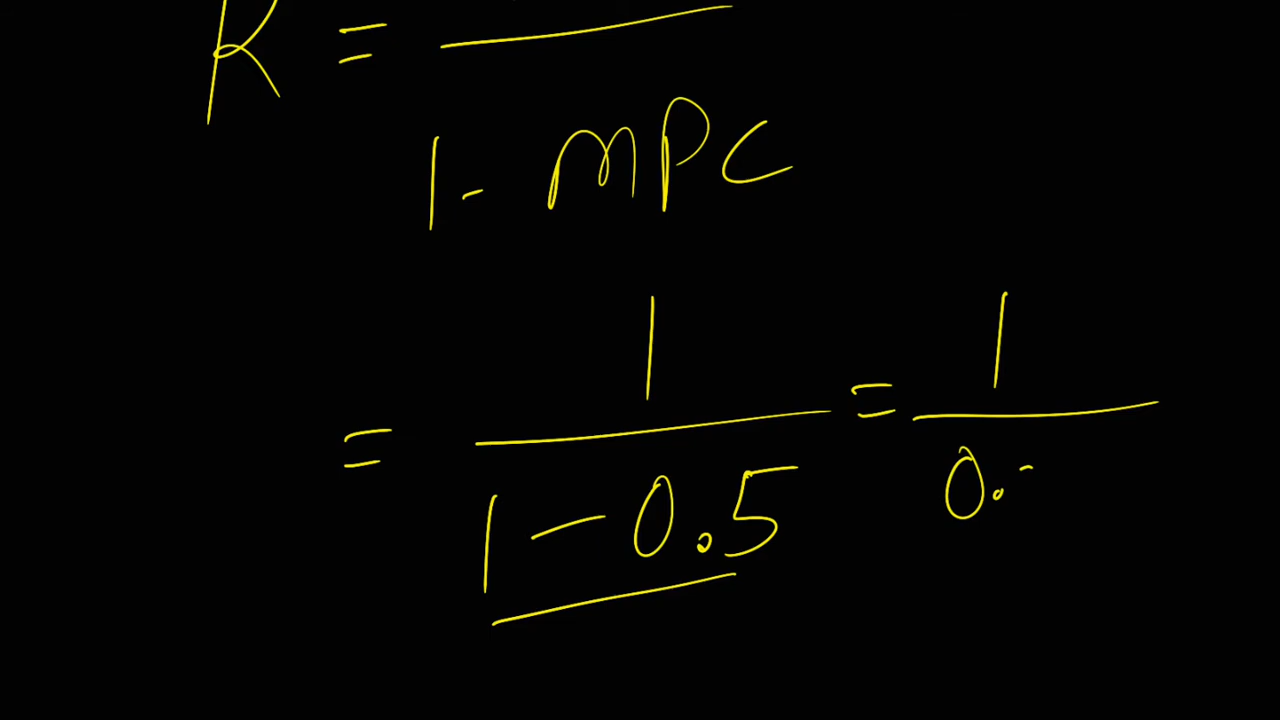 K =
1 - MPC
1 1
= =
1 - 0.5 0.